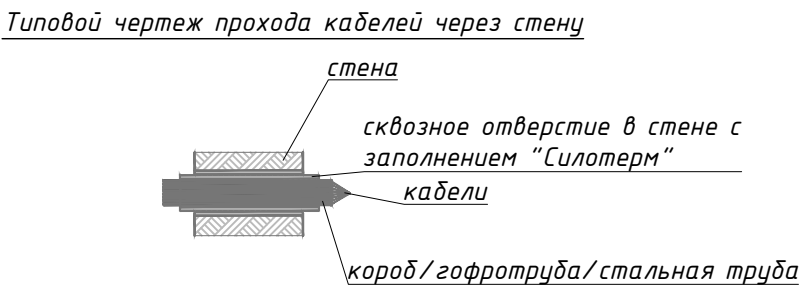 Типовой чертеж прохода кабелей через стену
стена
сквозное отверстие в стене с
заполнением "Силотерм"
кабели
короб/гофротруба/стальная труба